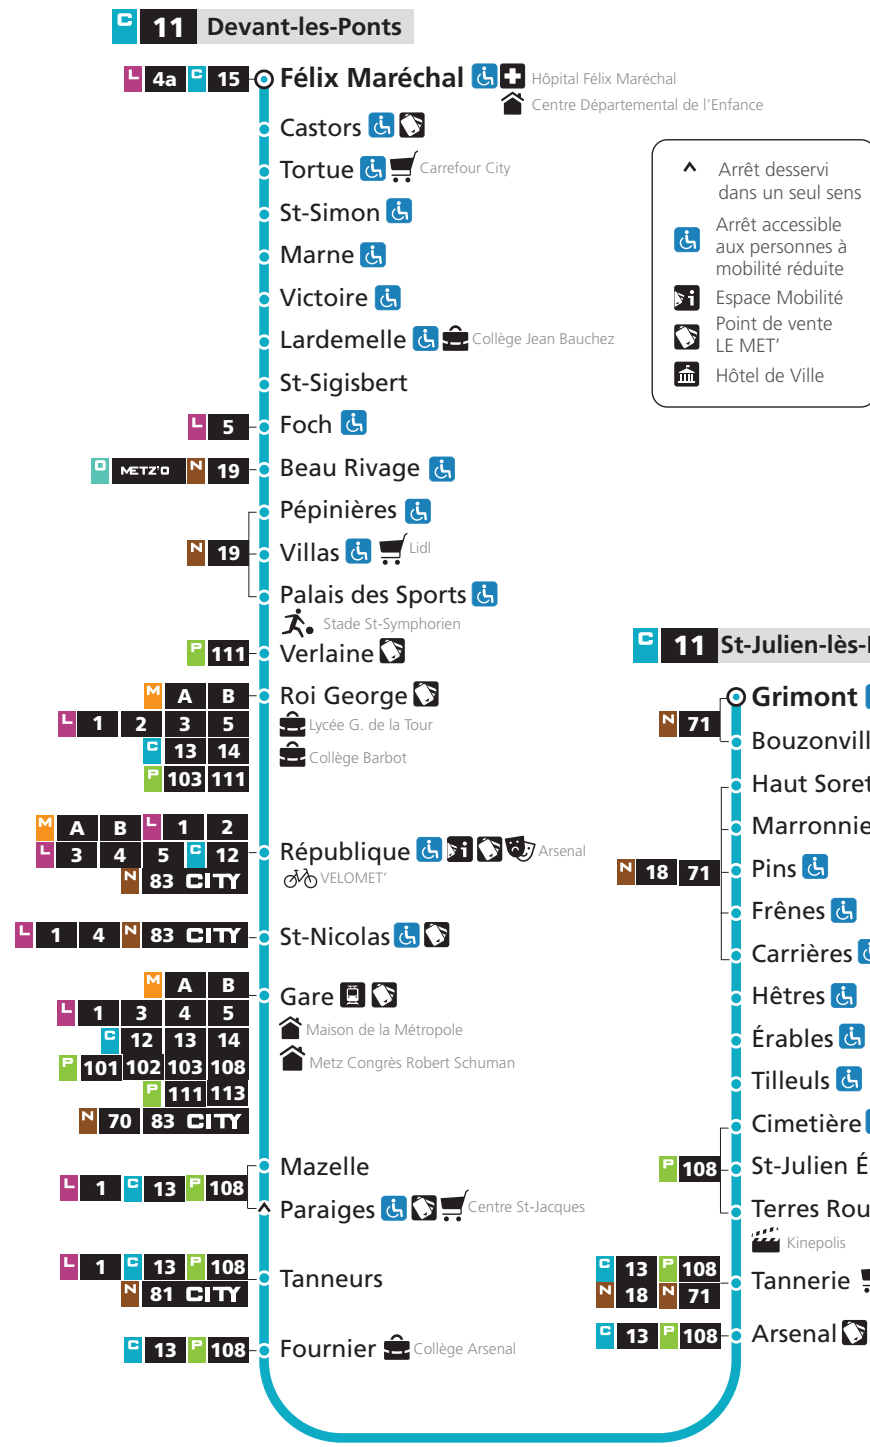 C 11 Devant-les-Ponts
L 4a C 15 Félix Maréchal Hôpital Félix Maréchal
Centre Départemental de l'Enfance
Castors
Tortue Carrefour City
St-Simon
Marne
Victoire
Lardemelle Collège Jean Bauchez
St-Sigisbert
L 5 Foch
O METZ'O N 19 Beau Rivage
Pépinières
N 19 Villas Lidl
Palais des Sports
Stade St-Symphorien
P 111 Verlaine
M A B Roi George
L 1 2 3 5 Lycée G. de la Tour
C 13 14 Collège Barbot
P 103 111
M A B L 1 2
L 3 4 5 C 12 République Arsenal
N 83 CITY VELOMET'
L 1 4 N 83 CITY St-Nicolas
M A B Gare
L 1 3 4 5 Maison de la Métropole
C 12 13 14
P 101 102 103 108 Metz Congrès Robert Schuman
P 111 113
N 70 83 CITY
Mazelle
L 1 C 13 P 108
Paraiges Centre St-Jacques
L 1 C 13 P 108 Tanneurs
N 81 CITY
C 13 P 108 Fournier Collège Arsenal
Arrêt desservi
dans un seul sens
Arrêt accessible
aux personnes à
mobilité réduite
Espace Mobilité
Point de vente
LE MET'
Hôtel de Ville
C 11 St-Julien-lès-
Grimont
N 71
Bouzonvill
Haut Soret
Marronnie
N 18 71 Pins
Frênes
Carrières
Hêtres
Érables
Tilleuls
Cimetière
P 108 St-Julien É
Terres Rou
Kinepolis
C 13 P 108 Tannerie
N 18 N 71
C 13 P 108 Arsenal